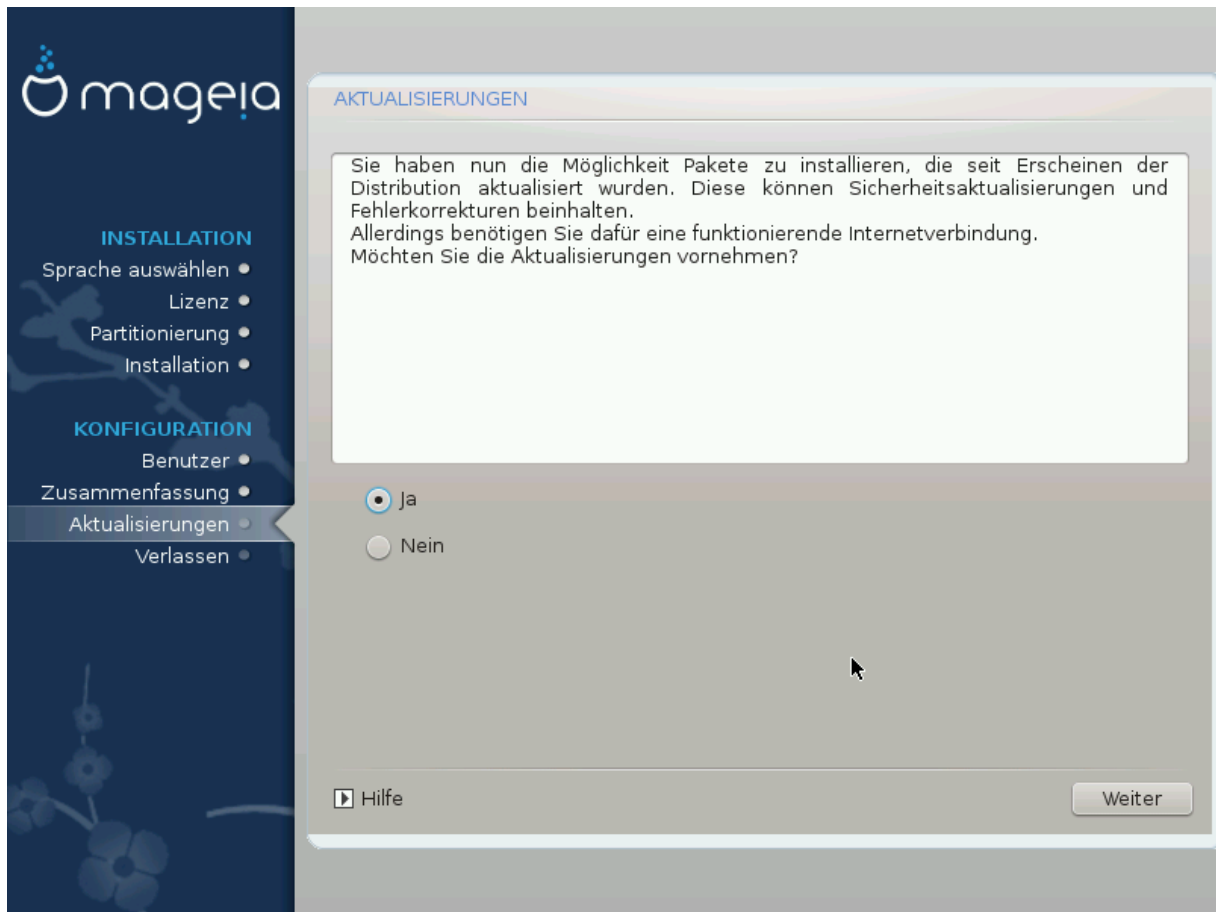 mageia
INSTALLATION
Sprache auswählen
Lizenz
Partitionierung
Installation
KONFIGURATION
Benutzer
Zusammenfassung
Aktualisierungen
Verlassen
AKTUALISIERUNGEN
Sie haben nun die Möglichkeit Pakete zu installieren, die seit Erscheinen der
Distribution aktualisiert wurden. Diese können Sicherheitsaktualisierungen und
Fehlerkorrekturen beinhalten.
Allerdings benötigen Sie dafür eine funktionierende Internetverbindung.
Möchten Sie die Aktualisierungen vornehmen?
Ja
Nein
Hilfe
Weiter